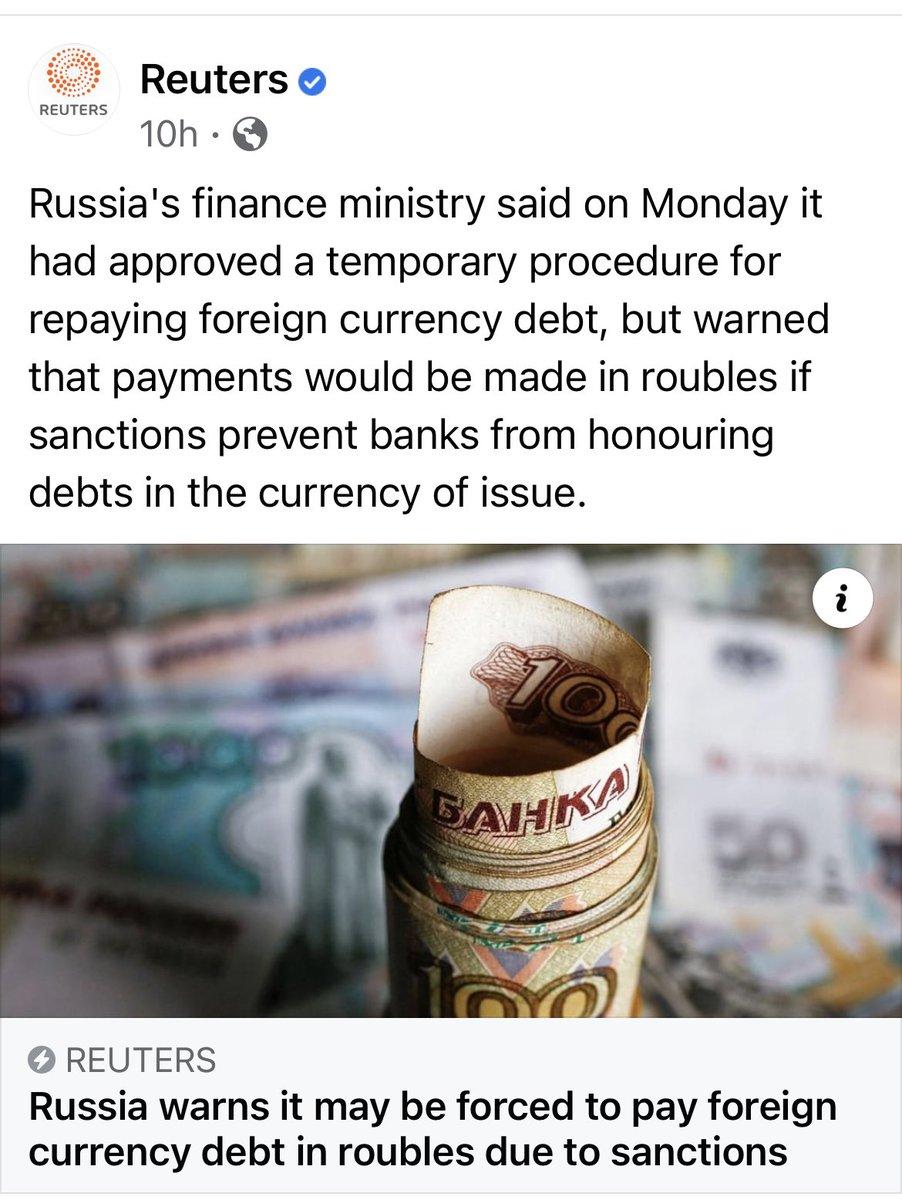 REUTERS
Reuters
10h ·
Russia's finance ministry said on Monday it
had approved a temporary procedure for
repaying foreign currency debt, but warned
that payments would be made in roubles if
sanctions prevent banks from honouring
debts in the currency of issue.
i
100
БАНКА
100
50
REUTERS
Russia warns it may be forced to pay foreign
currency debt in roubles due to sanctions